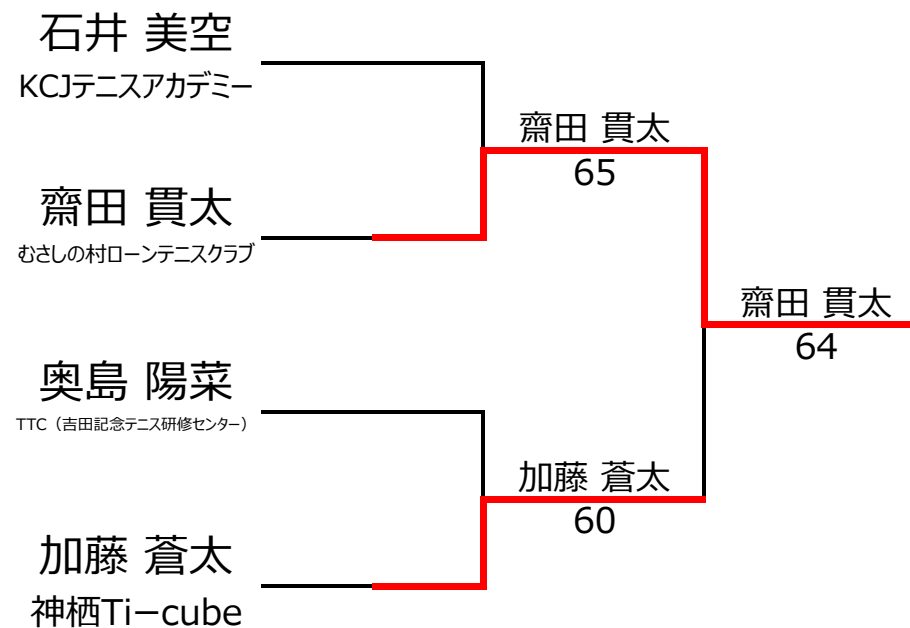 石井 美空
KCJテニスアカデミー
齋田 貫太
65
齋田 貫太
むさしの村ローンテニスクラブ
齋田 貫太
64
奥島 陽菜
TTC（吉田記念テニス研修センター）
加藤 蒼太
60
加藤 蒼太
神栖Ti－cube